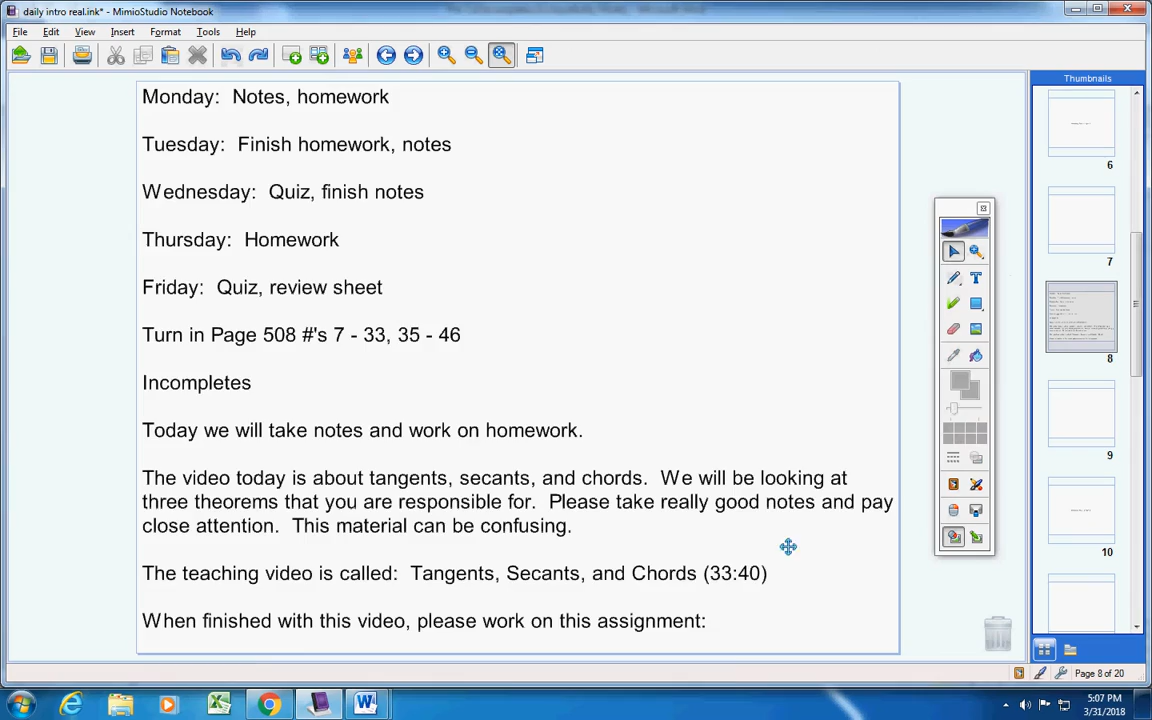 daily intro real.ink* - MimioStudio Notebook
File Edit View Insert Format Tools Help
Monday: Notes, homework
Tuesday: Finish homework, notes
Wednesday: Quiz, finish notes
Thursday: Homework
Friday: Quiz, review sheet
Turn in Page 508 #'s 7 - 33, 35 - 46
Incompletes
Today we will take notes and work on homework.
The video today is about tangents, secants, and chords. We will be looking at
three theorems that you are responsible for. Please take really good notes and pay
close attention. This material can be confusing.
The teaching video is called: Tangents, Secants, and Chords (33:40)
When finished with this video, please work on this assignment:
Thumbnails
6
7
8
9
10
Page 8 of 20
5:07 PM
3/31/2018